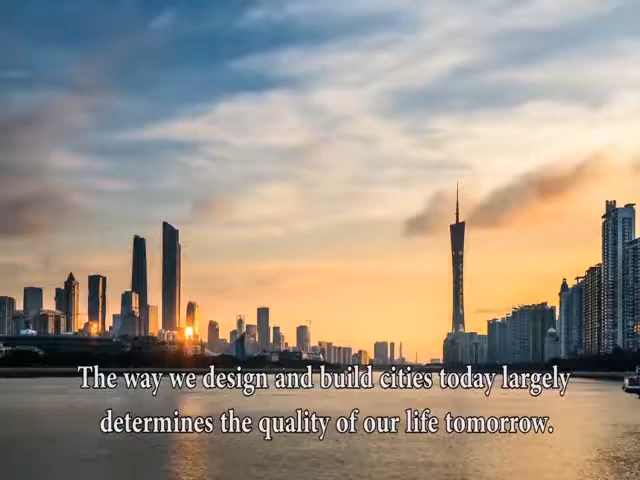 The way we design and build cities today largely
determines the quality of our life tomorrow.